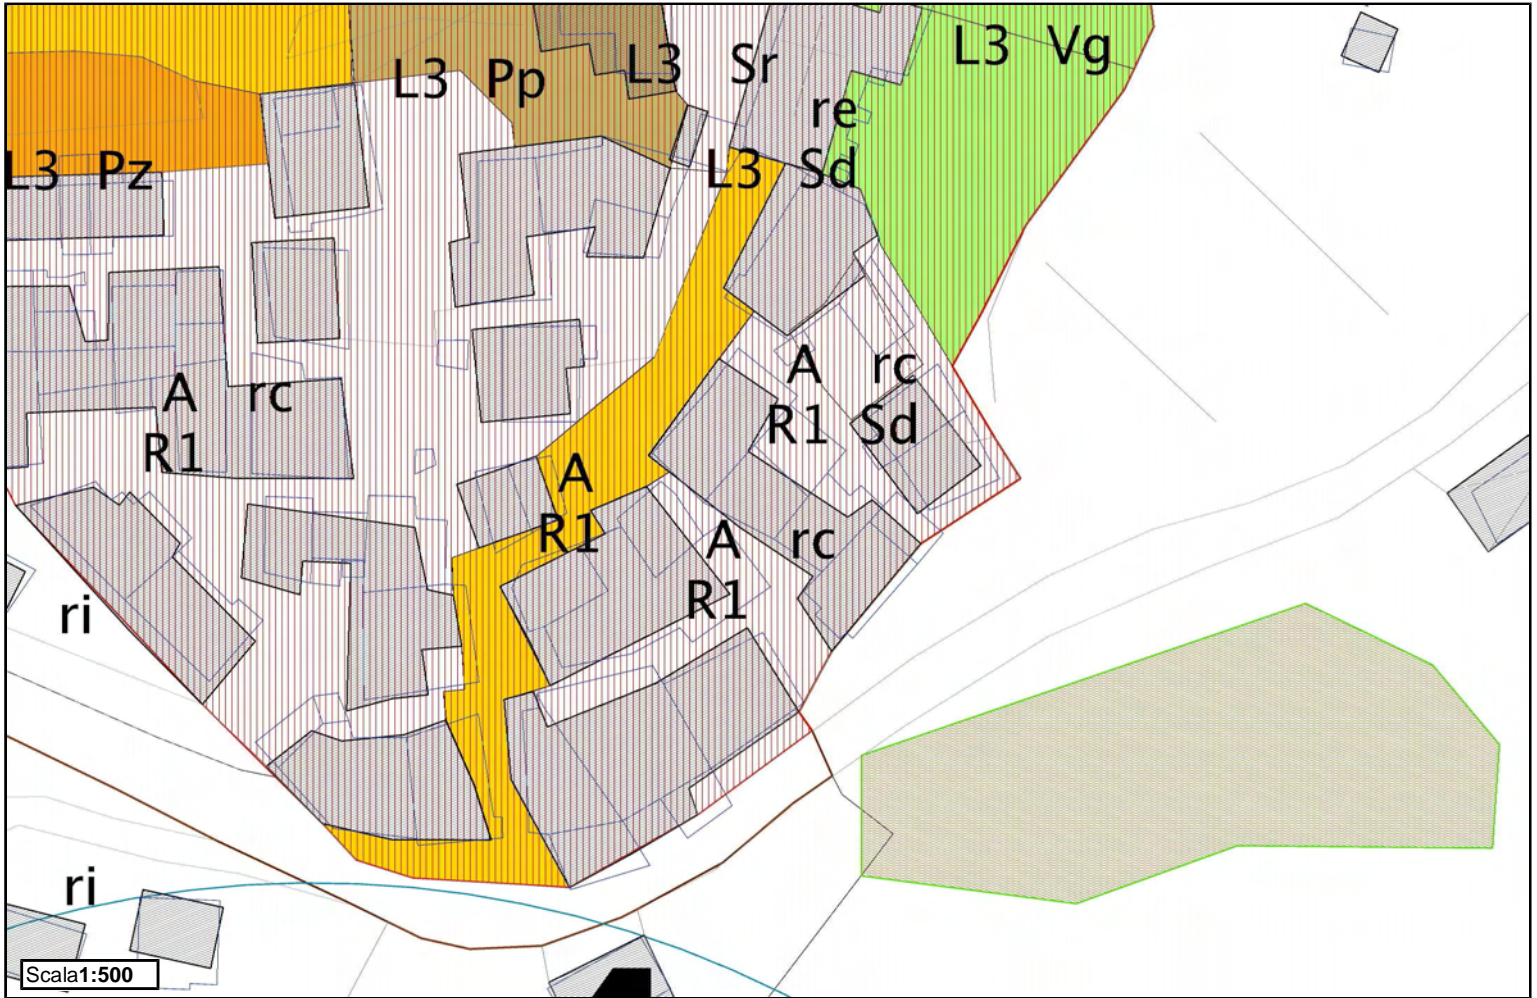 L3 Vg
L3 Pp
L3 Sr
re
L3 Pz
L3 Sd
A rc
R1 Sd
A rc
R1
A
R1
A rc
R1
ri
ri
Scala1:500